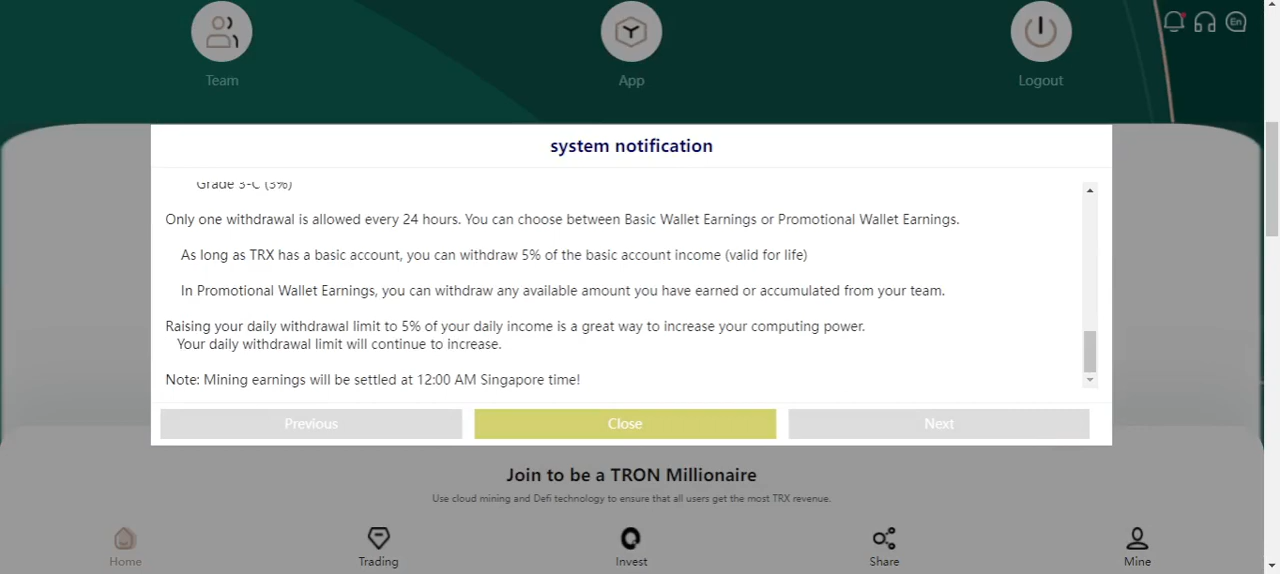 En
Team
App
Logout
system notification
Grade 3-C (3%)
Only one withdrawal is allowed every 24 hours. You can choose between Basic Wallet Earnings or Promotional Wallet Earnings.
As long as TRX has a basic account, you can withdraw 5% of the basic account income (valid for life)
In Promotional Wallet Earnings, you can withdraw any available amount you have earned or accumulated from your team.
Raising your daily withdrawal limit to 5% of your daily income is a great way to increase your computing power.
Your daily withdrawal limit will continue to increase.
Note: Mining earnings will be settled at 12:00 AM Singapore time!
Previous
Close
Next
Join to be a TRON Millionaire
Use cloud mining and Defi technology to ensure that all users get the most TRX revenue.
Home
Trading
Invest
Share
Mine